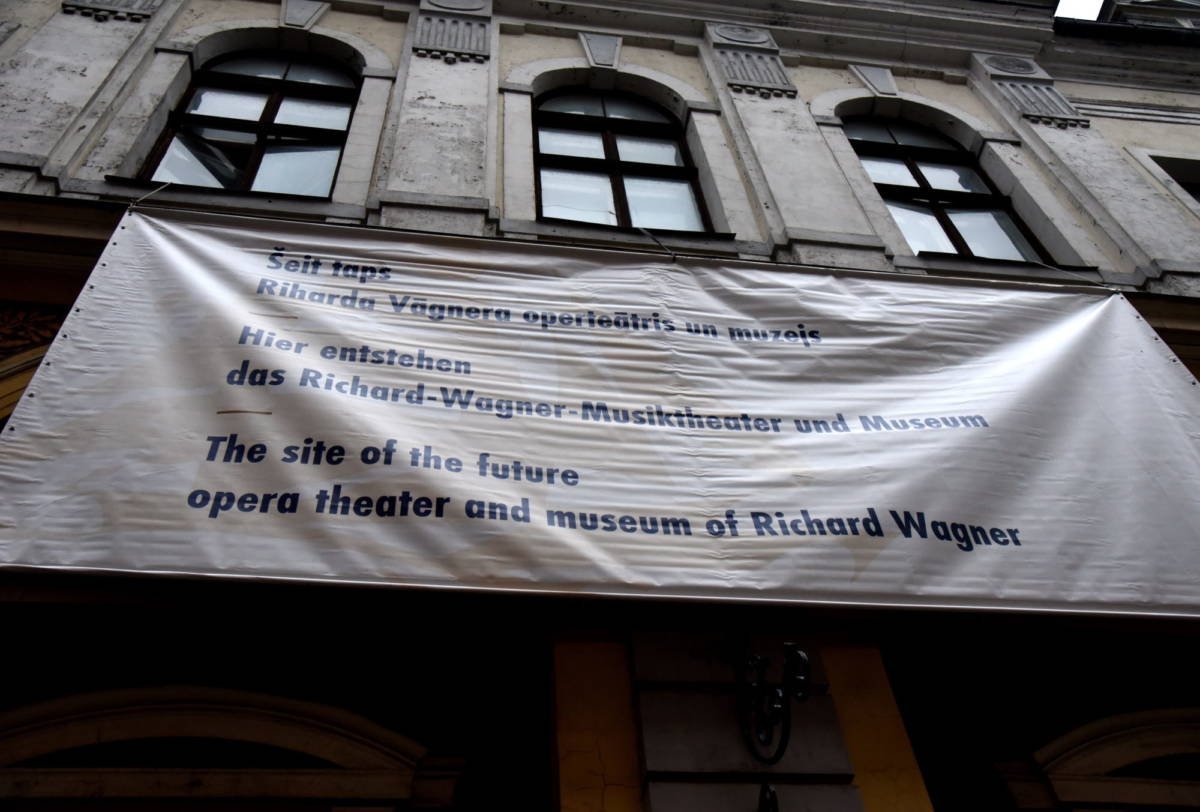 Šeit taps
Riharda Vāgnera operteātris un muzejs
Hier entstehen
das Richard-Wagner-Musiktheater und Museum
The site of the future
opera theater and museum of Richard Wagner